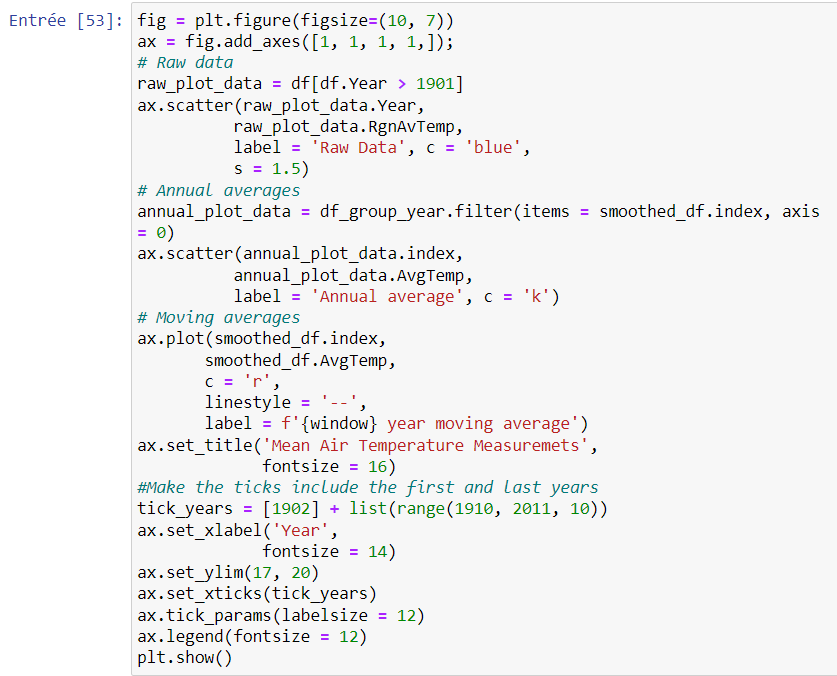 Entrée [53]: fig = plt.figure(figsize=(10, 7))
ax = fig.add_axes([1, 1, 1, 1,]);
# Raw data
raw_plot_data = df[df.Year > 1901]
ax.scatter(raw_plot_data.Year,
          raw_plot_data.RgnAvTemp,
          label = 'Raw Data', c = 'blue',
          s = 1.5)
# Annual averages
annual_plot_data = df_group_year.filter(items = smoothed_df.index, axis
= 0)
ax.scatter(annual_plot_data.index,
          annual_plot_data.AvgTemp,
          label = 'Annual average', c = 'k')
# Moving averages
ax.plot(smoothed_df.index,
       smoothed_df.AvgTemp,
       c = 'r',
       linestyle = '--',
       label = f'{window} year moving average')
ax.set_title('Mean Air Temperature Measuremets',
             fontsize = 16)
#Make the ticks include the first and last years
tick_years = [1902] + list(range(1910, 2011, 10))
ax.set_xlabel('Year',
             fontsize = 14)
ax.set_ylim(17, 20)
ax.set_xticks(tick_years)
ax.tick_params(labelsize = 12)
ax.legend(fontsize = 12)
plt.show()